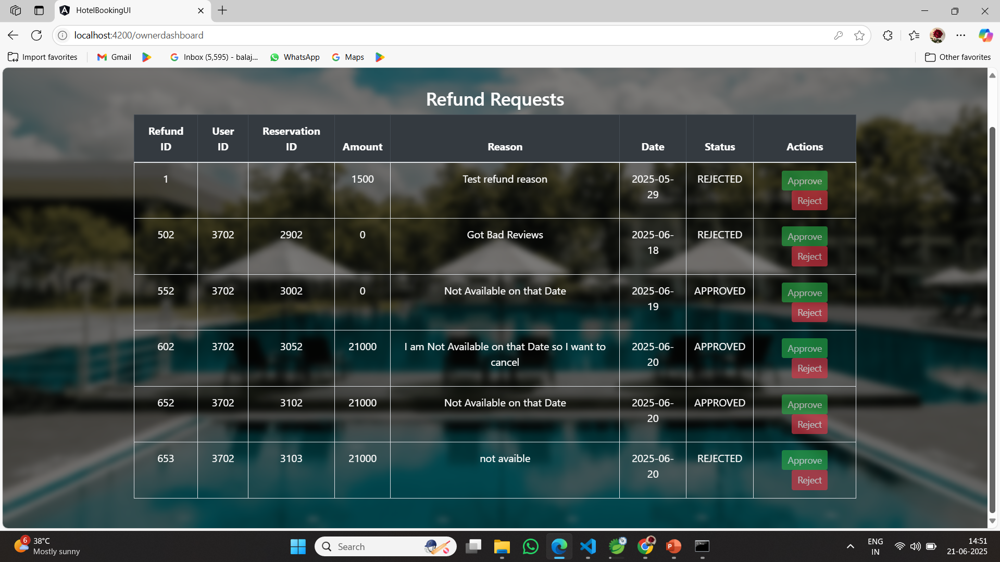 HotelBookingUI
localhost:4200/ownerdashboard
Import favorites
Gmail
Inbox (5,595) - balaj...
WhatsApp
Maps
Other favorites
Refund Requests
Refund ID User ID Reservation ID Amount Reason Date Status Actions
1 1500 Test refund reason 2025-05-29 REJECTED Approve
Reject
502 3702 2902 0 Got Bad Reviews 2025-06-18 REJECTED Approve
Reject
552 3702 3002 0 Not Available on that Date 2025-06-19 APPROVED Approve
Reject
602 3702 3052 21000 I am Not Available on that Date so I want to cancel 2025-06-20 APPROVED Approve
Reject
652 3702 3102 21000 Not Available on that Date 2025-06-20 APPROVED Approve
Reject
653 3702 3103 21000 not avaible 2025-06-20 REJECTED Approve
Reject
6
38°C
Mostly sunny
Search
ENG
IN
14:51
21-06-2025